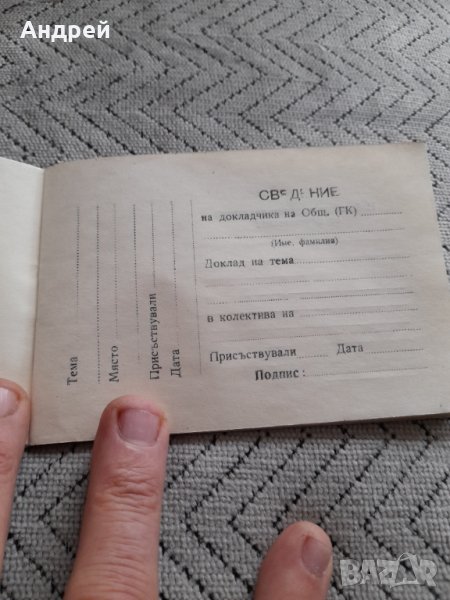 Андрей
Тема
Място
Присъствували
Дата
СВЕДЕНИЕ
на докладчика на Общ. (ГК)
(Име, фамилия)
Доклад на тема
в колектива на
Присъствували Дата
Подпис :
BAZAR